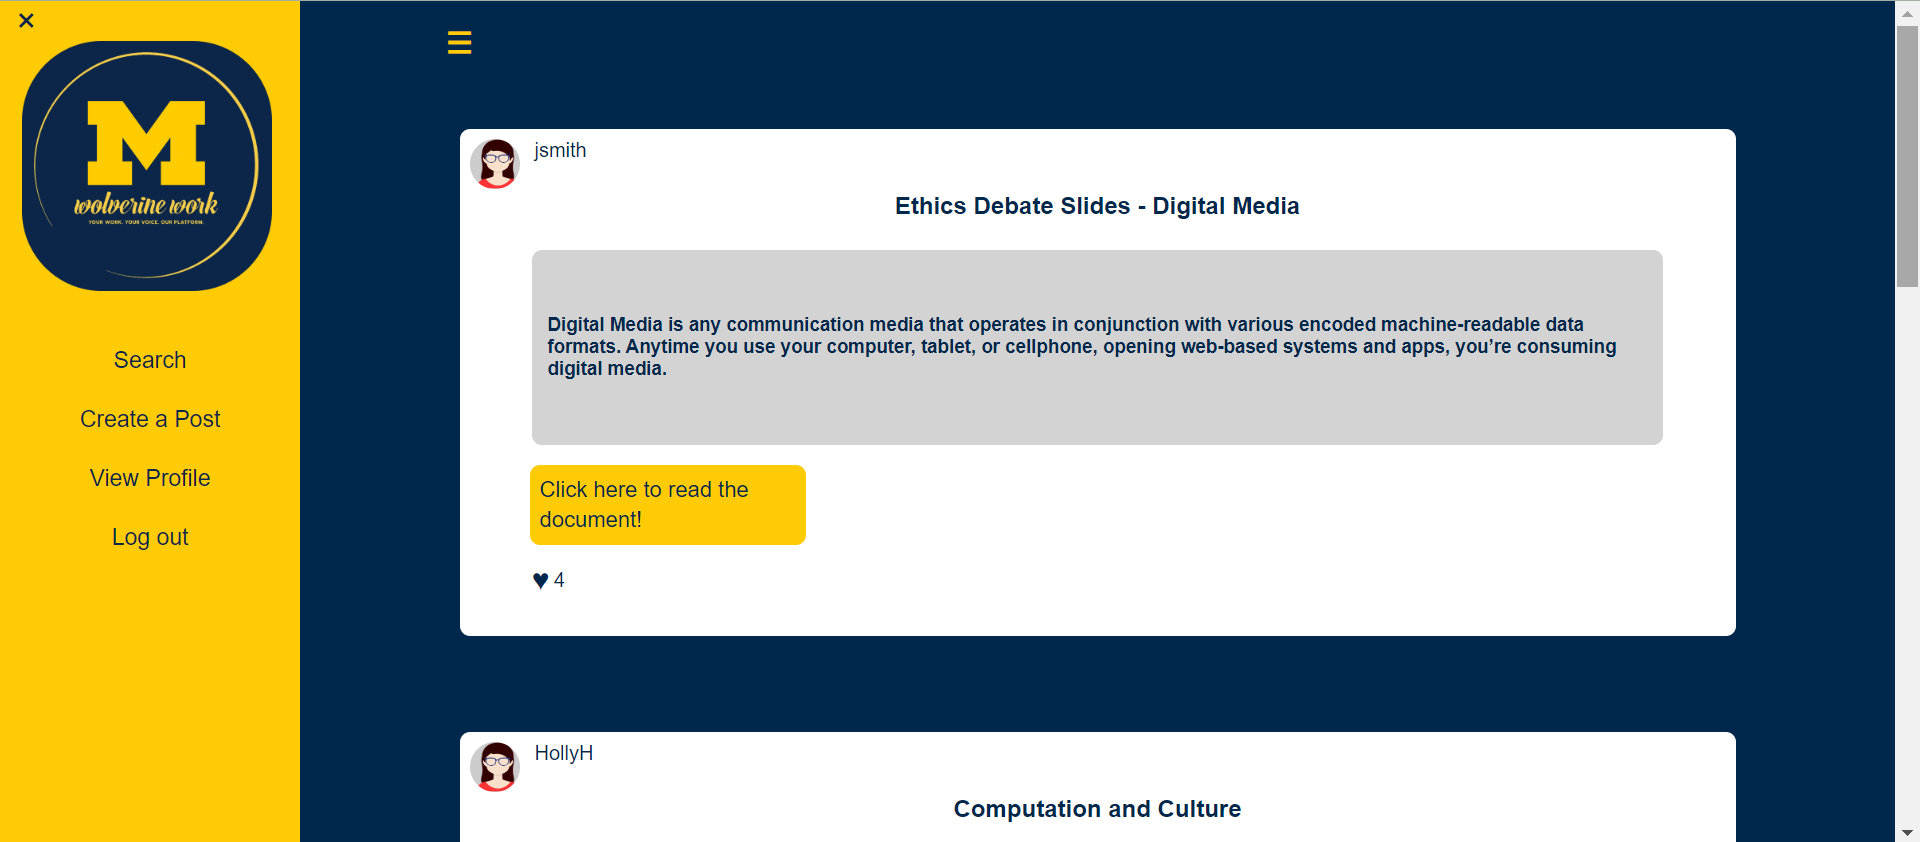 M
wolverine work
YOUR WORK. YOUR VOICE. OUR PLATFORM.
Search
Create a Post
View Profile
Log out
jsmith
Ethics Debate Slides - Digital Media
Digital Media is any communication media that operates in conjunction with various encoded machine-readable data
formats. Anytime you use your computer, tablet, or cellphone, opening web-based systems and apps, you’re consuming
digital media.
Click here to read the
document!
♥ 4
HollyH
Computation and Culture